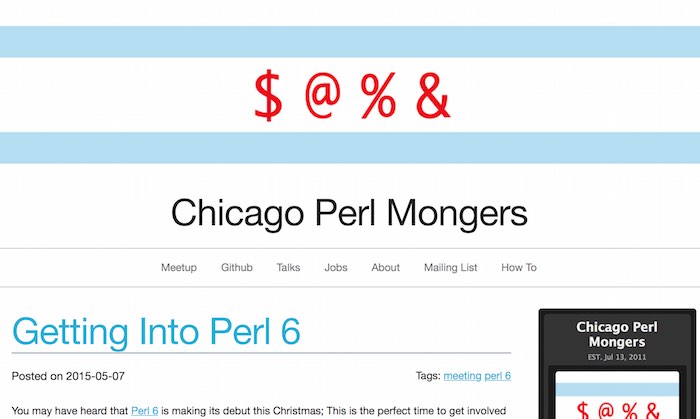 $ @ % &
Chicago Perl Mongers
Meetup Github Talks Jobs About Mailing List How To
Getting Into Perl 6
Posted on 2015-05-07 Tags: meeting perl 6
You may have heard that Perl 6 is making its debut this Christmas; This is the perfect time to get involved
Chicago Perl
Mongers
EST. Jul 13, 2011
$ @ % &